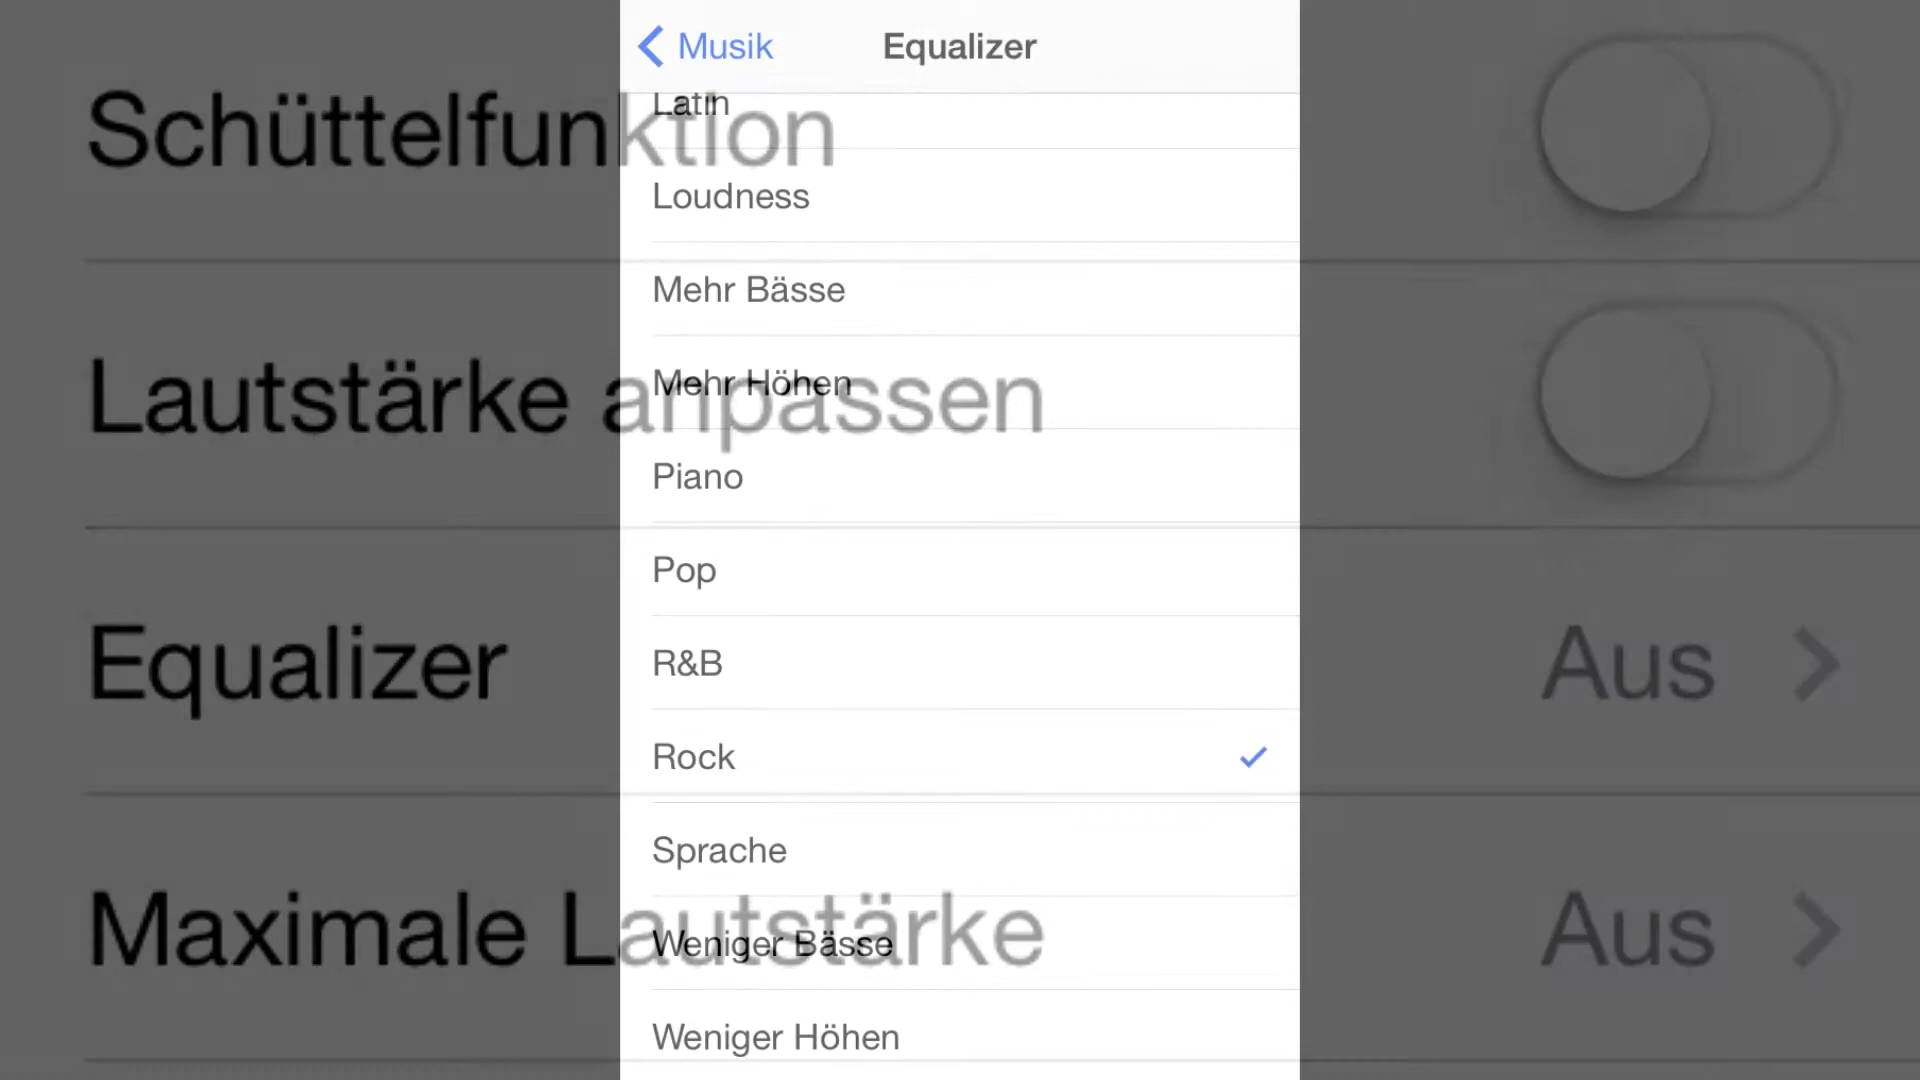 Musik Equalizer
Latin
Schüttelfunktion
Loudness
Mehr Bässe
Mehr Höhen
Lautstärke anpassen
Piano
Pop
R&B
Equalizer Aus
Rock
Sprache
Maximale Lautstärke Aus
Weniger Bässe
Weniger Höhen